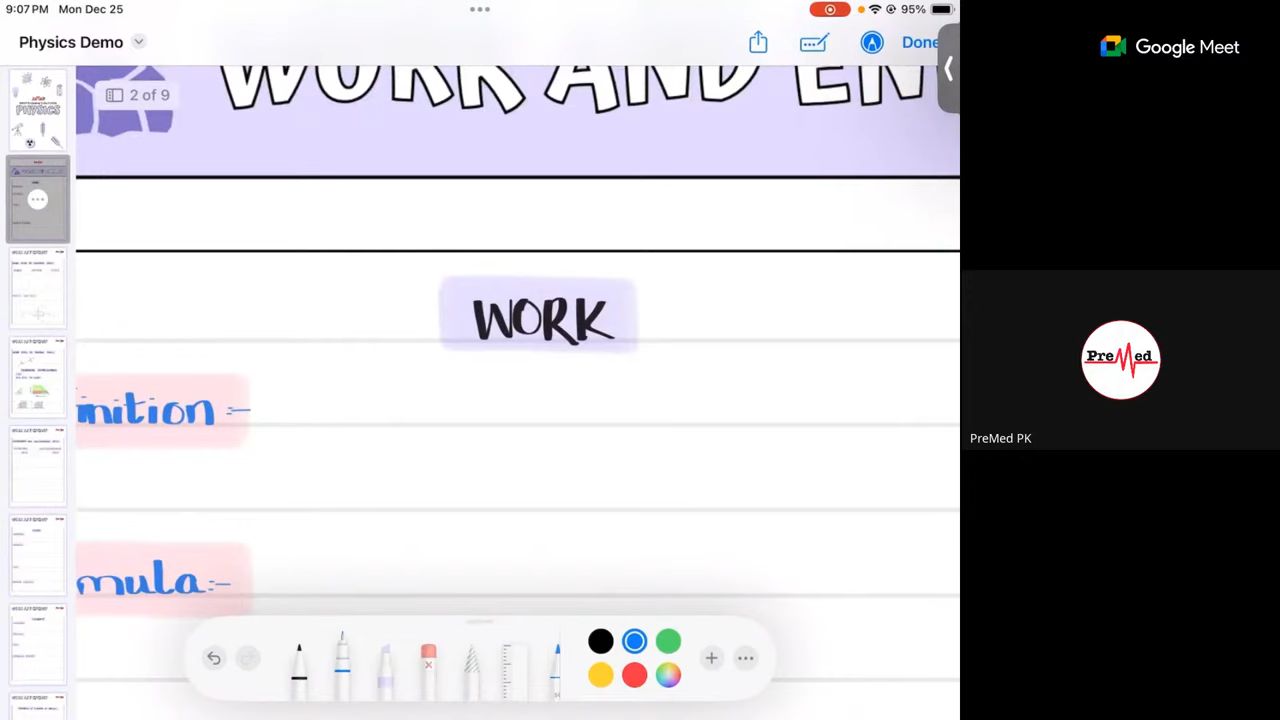 9:07 PM Mon Dec 25
95%
Physics Demo
Done
Google Meet
2 of 9
WORK AND EN
PHYSICS
WORK
inition :-
mula:-
PreMed
PreMed PK